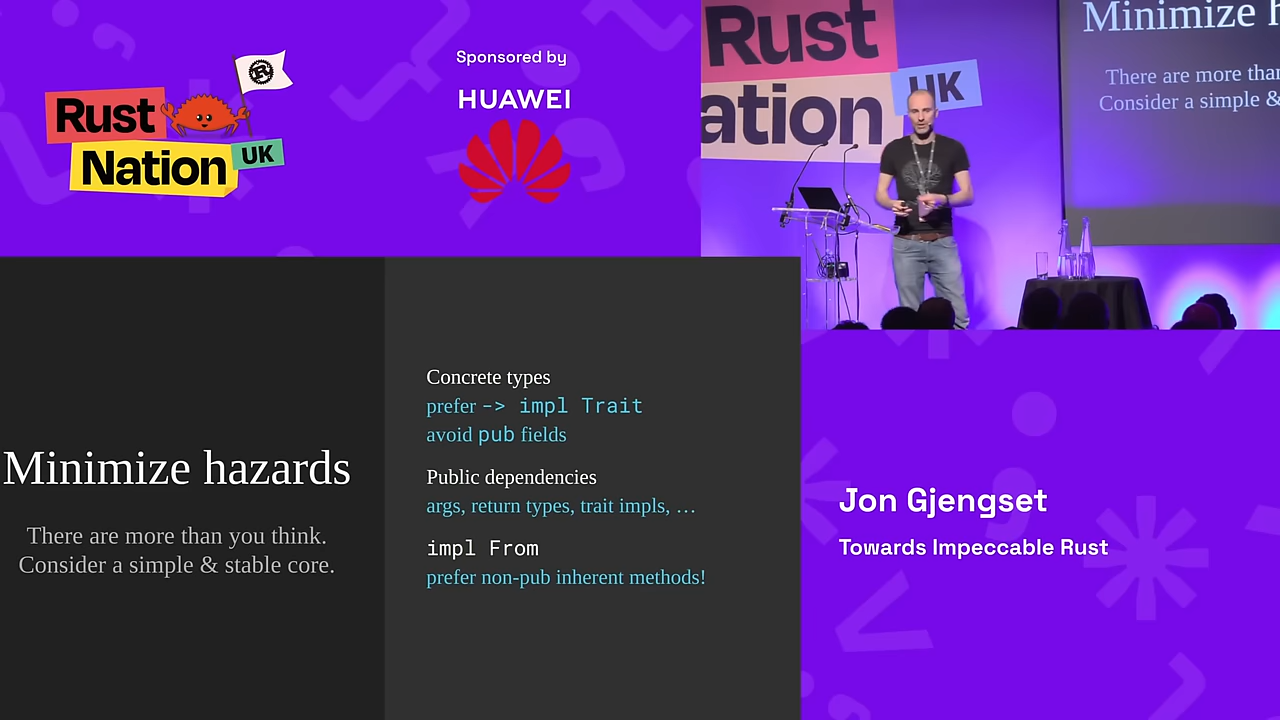 Rust
Nation
UK
Sponsored by
HUAWEI
Rust
ation
UK
Minimize h
There are more than
Consider a simple &
Minimize hazards
There are more than you think.
Consider a simple & stable core.
Concrete types
prefer -> impl Trait
avoid pub fields
Public dependencies
args, return types, trait impls, …
impl From
prefer non-pub inherent methods!
Jon Gjengset
Towards Impeccable Rust